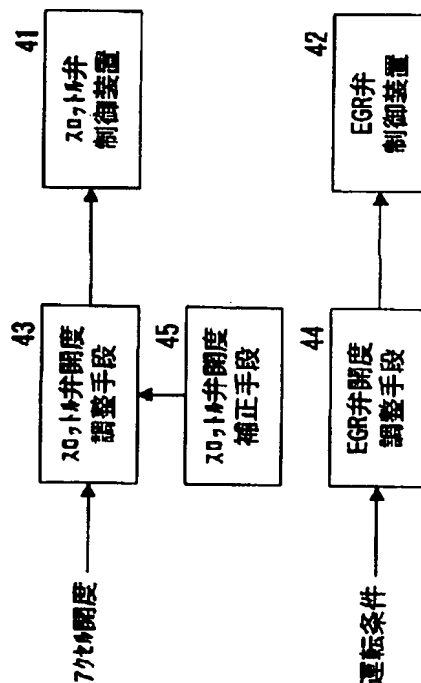 アクセル開度
43
スロットル弁開度
調整手段
41
スロットル弁
制御装置
45
スロットル弁開度
補正手段
運転条件
44
EGR弁開度
調整手段
42
EGR弁
制御装置